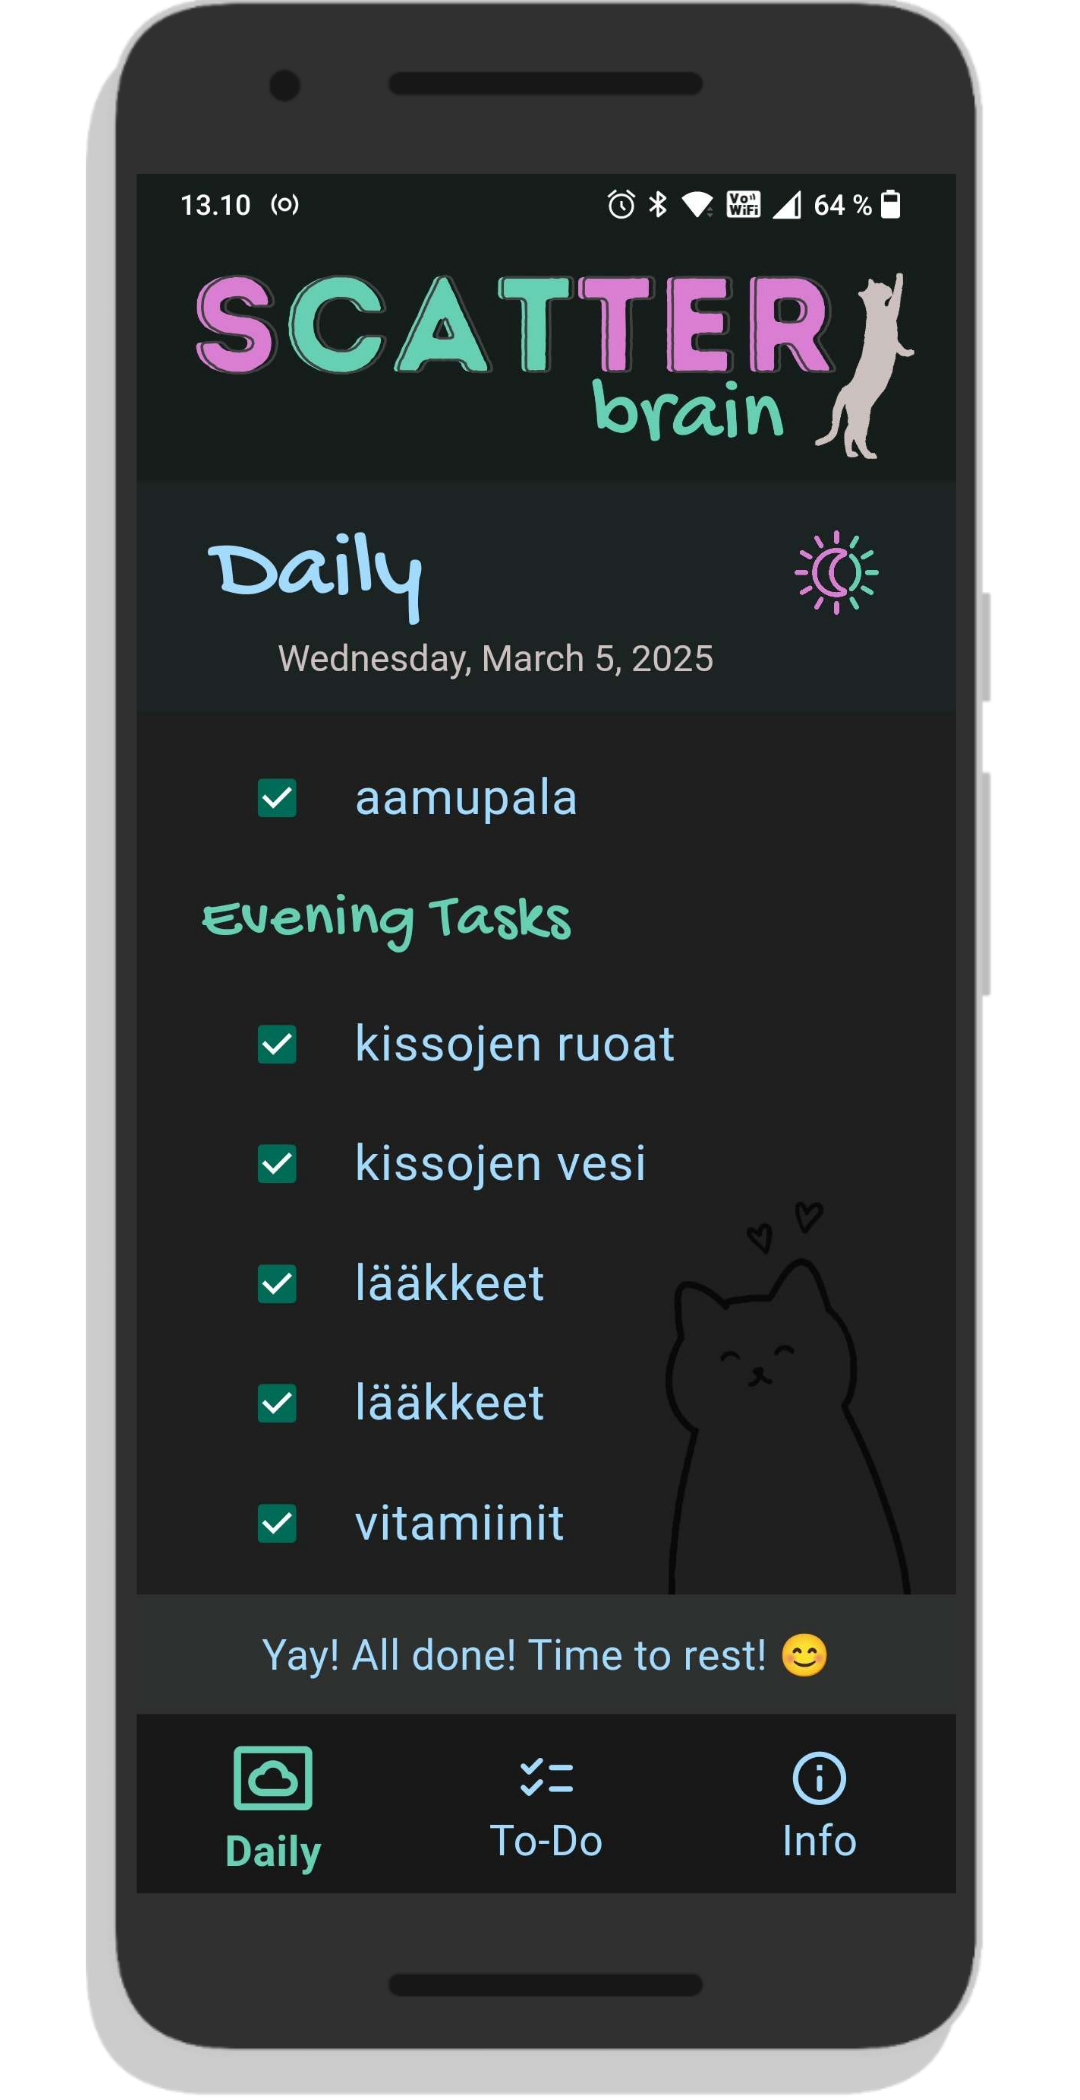 13.10 Vo WiFi 64 %
SCATTER
brain
Daily
Wednesday, March 5, 2025
aamupala
Evening Tasks
kissojen ruoat
kissojen vesi
lääkkeet
lääkkeet
vitamiinit
Yay! All done! Time to rest! 😊
Daily To-Do Info